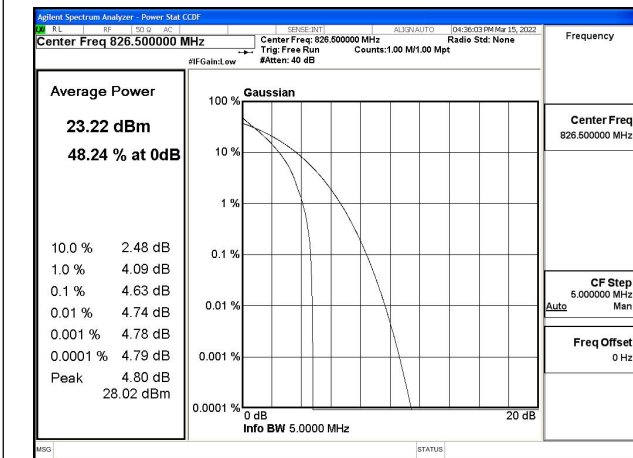 Agilent Spectrum Analyzer - Power Stat CCDF
RL RF 50 Ω AC SENSE:INT ALIGN AUTO 04:36:03 PM Mar 15, 2022
Center Freq 826.500000 MHz
Center Freq: 826.500000 MHz Radio Std: None
Trig: Free Run Counts:1.00 M/1.00 Mpt
#IFGain:Low #Atten: 40 dB
Frequency
Average Power
23.22 dBm
48.24 % at 0dB
10.0 % 2.48 dB
1.0 % 4.09 dB
0.1 % 4.63 dB
0.01 % 4.74 dB
0.001 % 4.78 dB
0.0001 % 4.79 dB
Peak 4.80 dB
28.02 dBm
Gaussian
100 %
10 %
1 %
0.1 %
0.01 %
0.001 %
0.0001 %
0 dB 20 dB
Info BW 5.0000 MHz
Center Freq
826.500000 MHz
CF Step
5.000000 MHz
Auto Man
Freq Offset
0 Hz
MSG STATUS